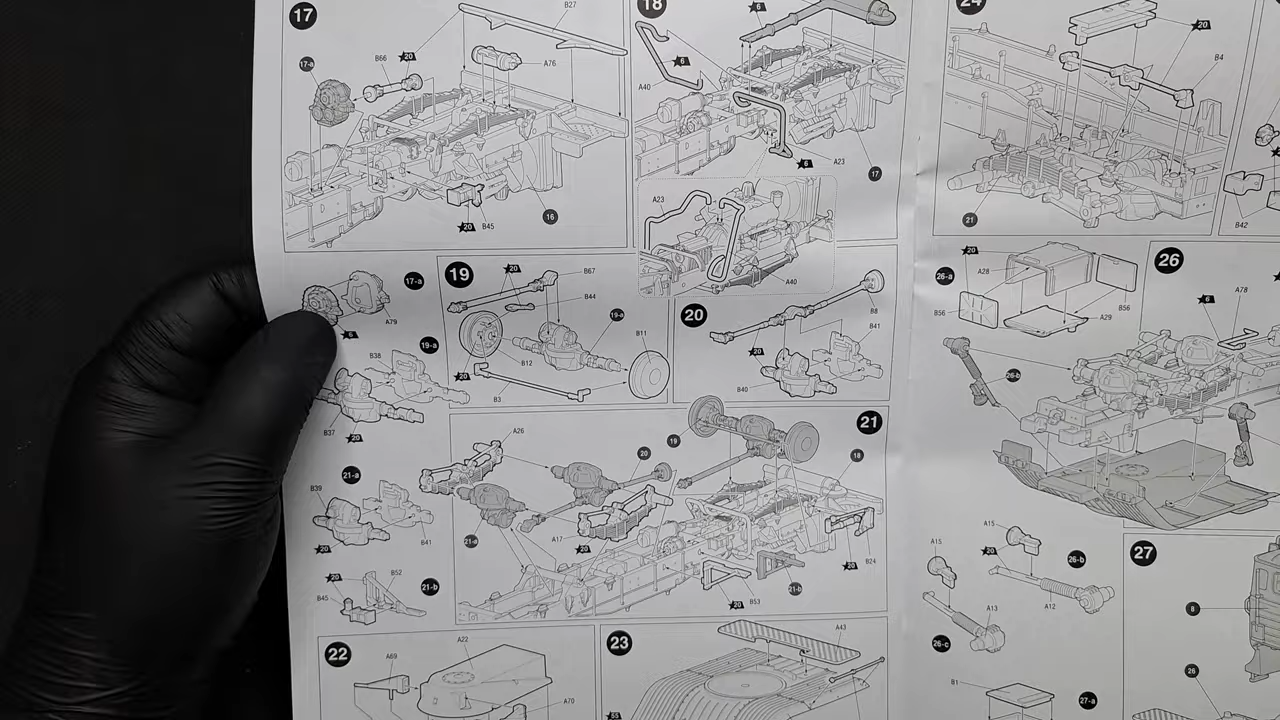 17
B27
B66
20
A76
17-a
16
20
B45
18
6
6
A40
6
A23
17
A23
A40
24
20
B4
21
B42
17-a
A79
6
19-a
B38
B37
20
21-a
B39
B41
20
20
B52
B45
21-b
19
20
B67
B44
19-a
B11
B12
20
B3
20
B8
B41
20
B40
21
A26
19
20
18
21-a
A17
20
B24
20
21-b
20
B53
20
26-a
A28
B56
B56
A29
26
6
A78
26-b
A15
A15
20
26-b
A13
A12
26-c
B1
27-a
27
8
26
22
A22
A69
A70
23
A43
55